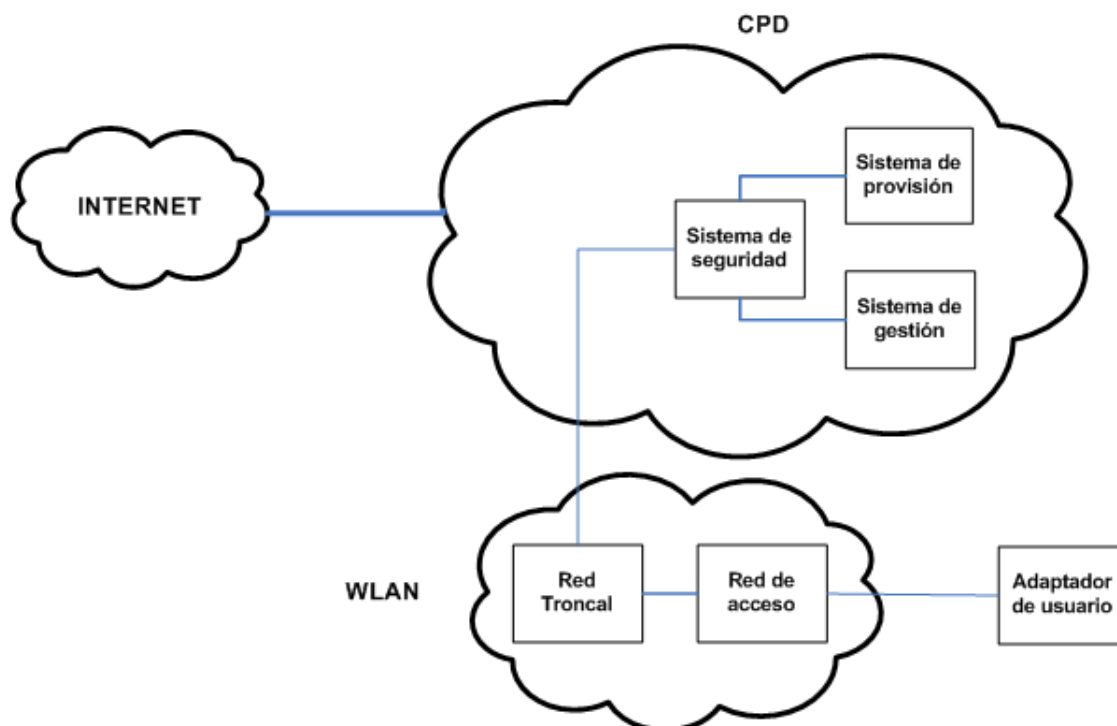 CPD
INTERNET
Sistema de
provisión
Sistema de
seguridad
Sistema de
gestión
WLAN
Red
Troncal
Red de
acceso
Adaptador
de usuario